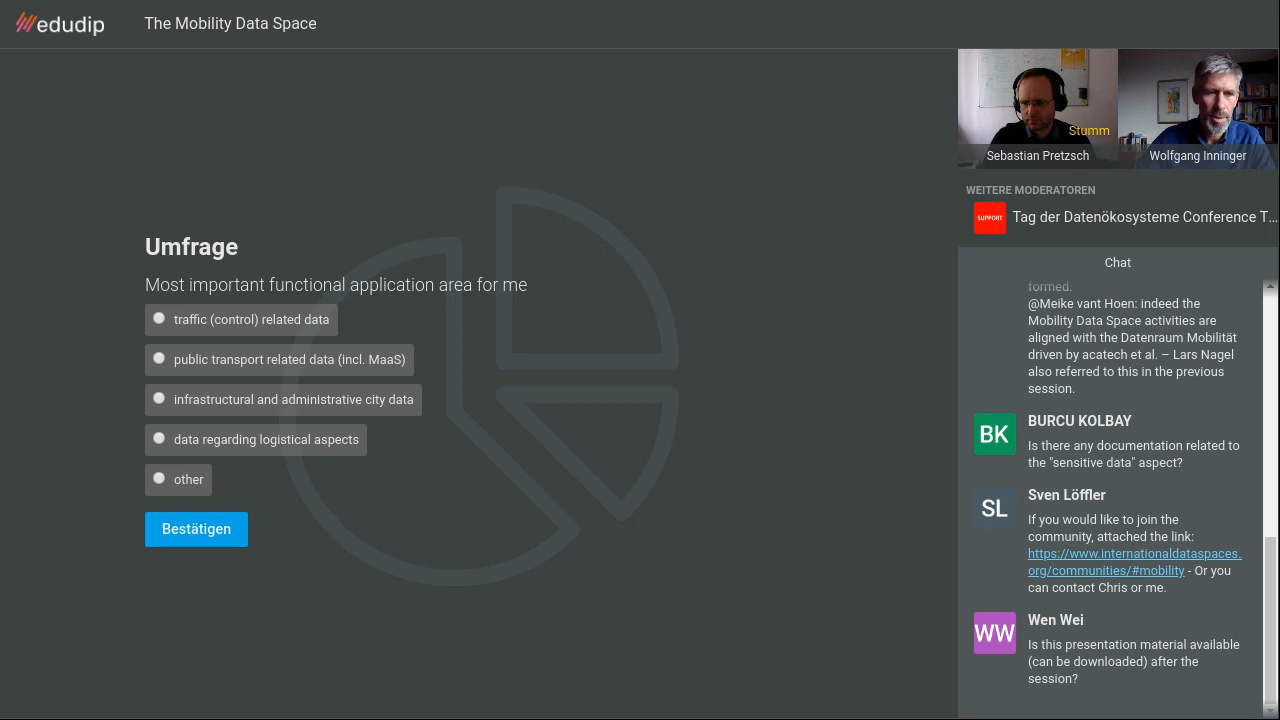 edudip
The Mobility Data Space
Stumm
Sebastian Pretzsch
Wolfgang Inninger
WEITERE MODERATOREN
SUPPORT
Tag der Datenökosysteme Conference T...
Chat
Umfrage
Most important functional application area for me
traffic (control) related data
public transport related data (incl. MaaS)
infrastructural and administrative city data
data regarding logistical aspects
other
Bestätigen
formed.
@Meike vant Hoen: indeed the
Mobility Data Space activities are
aligned with the Datenraum Mobilität
driven by acatech et al. – Lars Nagel
also referred to this in the previous
session.
BK
BURCU KOLBAY
Is there any documentation related to
the "sensitive data" aspect?
SL
Sven Löffler
If you would like to join the
community, attached the link:
https://www.internationaldataspaces.
org/communities/#mobility - Or you
can contact Chris or me.
WW
Wen Wei
Is this presentation material available
(can be downloaded) after the
session?